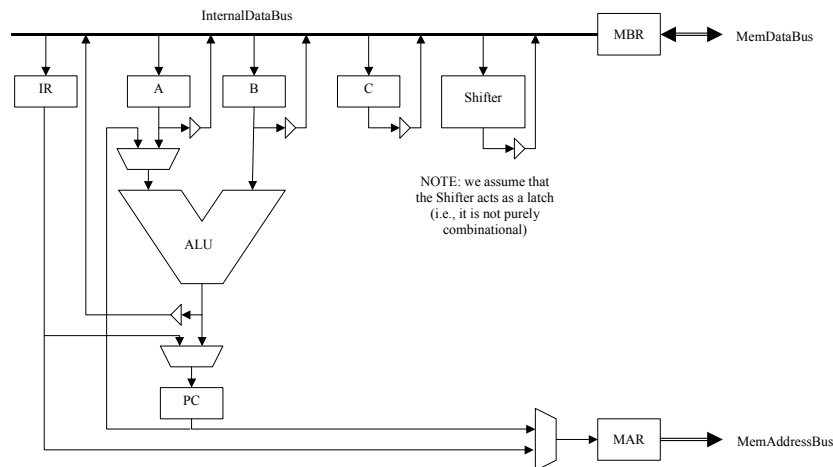 InternalDataBus
MBR
MemDataBus
IR
A
B
C
Shifter
NOTE: we assume that
the Shifter acts as a latch
(i.e., it is not purely
combinational)
ALU
PC
MAR
MemAddressBus